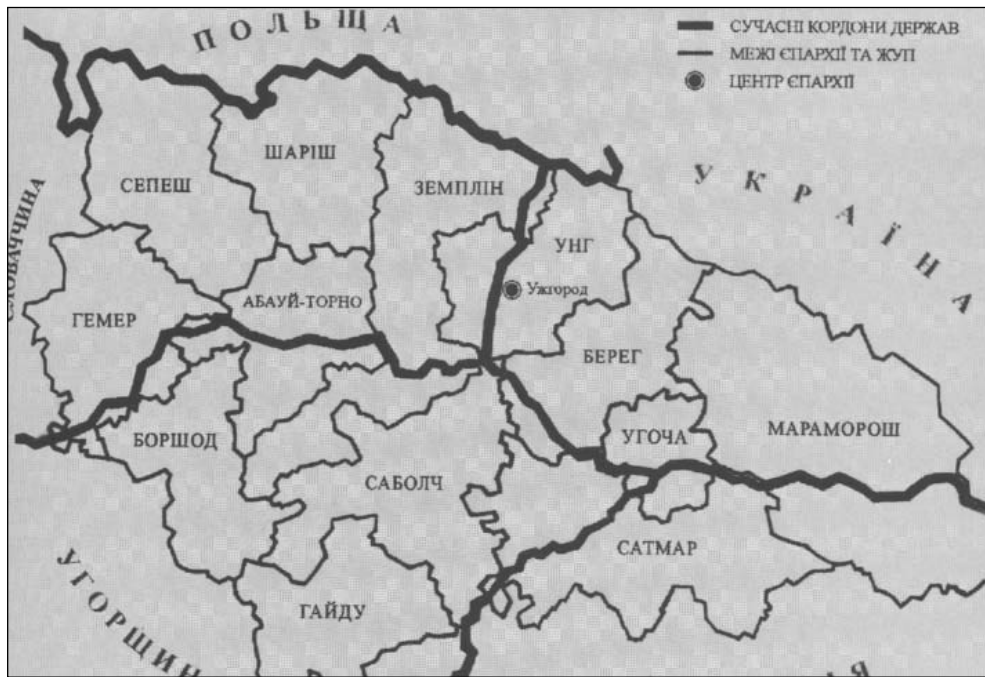 ПОЛЬЩА
СУЧАСНІ КОРДОНИ ДЕРЖАВ
МЕЖІ ЄПАРХІЇ ТА ЖУП
ЦЕНТР ЄПАРХІЇ
УКРАЇНА
ШАРІШ
СЕПЕШ
ЗЕМПЛІН
УНГ
Ужгород
АБАУЙ-ТОРНО
ГЕМЕР
БЕРЕГ
УГОЧА
МАРАМОРОШ
БОРШОД
САБОЛЧ
САТМАР
ГАЙДУ